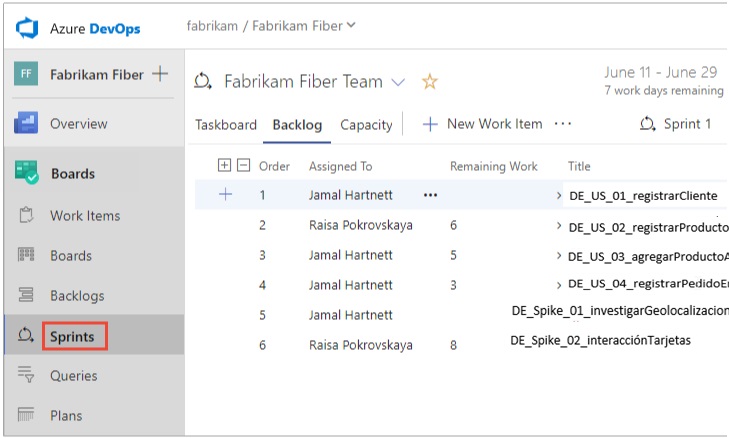 Azure DevOps
fabrikam / Fabrikam Fiber
FF Fabrikam Fiber
Fabrikam Fiber Team
June 11 - June 29
7 work days remaining
Overview
Taskboard Backlog Capacity + New Work Item ... Sprint 1
Boards
Order Assigned To Remaining Work Title
1 Jamal Hartnett ... > DE_US_01_registrarCliente
Work Items
2 Raisa Pokrovskaya 6 > DE_US_02_registrarProducto
Boards
3 Jamal Hartnett 5 > DE_US_03_agregarProductoA
4 Jamal Hartnett 3 > DE_US_04_registrarPedidoEn
Backlogs
5 Jamal Hartnett DE_Spike_01_investigarGeolocalizacion
Sprints
6 Raisa Pokrovskaya 8 DE_Spike_02_interacciónTarjetas
Queries
Plans